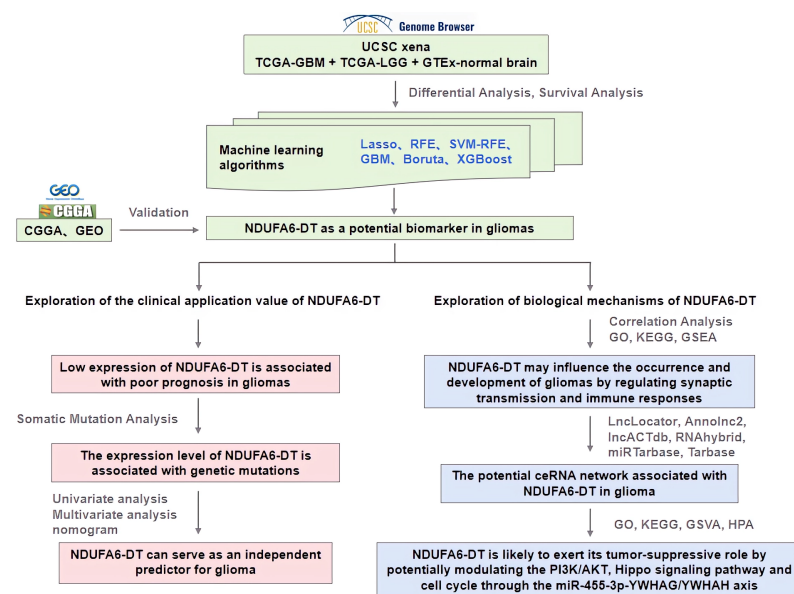 UCSC Genome Browser
UCSC xena
TCGA-GBM + TCGA-LGG + GTEx-normal brain
Differential Analysis, Survival Analysis
Machine learning
algorithms
Lasso、RFE、SVM-RFE、
GBM、Boruta、XGBoost
GEO
CGGA
CGGA、GEO
Validation
NDUFA6-DT as a potential biomarker in gliomas
Exploration of the clinical application value of NDUFA6-DT
Low expression of NDUFA6-DT is associated
with poor prognosis in gliomas
Somatic Mutation Analysis
The expression level of NDUFA6-DT is
associated with genetic mutations
Univariate analysis
Multivariate analysis
nomogram
NDUFA6-DT can serve as an independent
predictor for glioma
Exploration of biological mechanisms of NDUFA6-DT
Correlation Analysis
GO, KEGG, GSEA
NDUFA6-DT may influence the occurrence and
development of gliomas by regulating synaptic
transmission and immune responses
LncLocator, Annolnc2,
lncACTdb, RNAhybrid,
miRTarbase, Tarbase
The potential ceRNA network associated with
NDUFA6-DT in glioma
GO, KEGG, GSVA, HPA
NDUFA6-DT is likely to exert its tumor-suppressive role by
potentially modulating the PI3K/AKT, Hippo signaling pathway and
cell cycle through the miR-455-3p-YWHAG/YWHAH axis